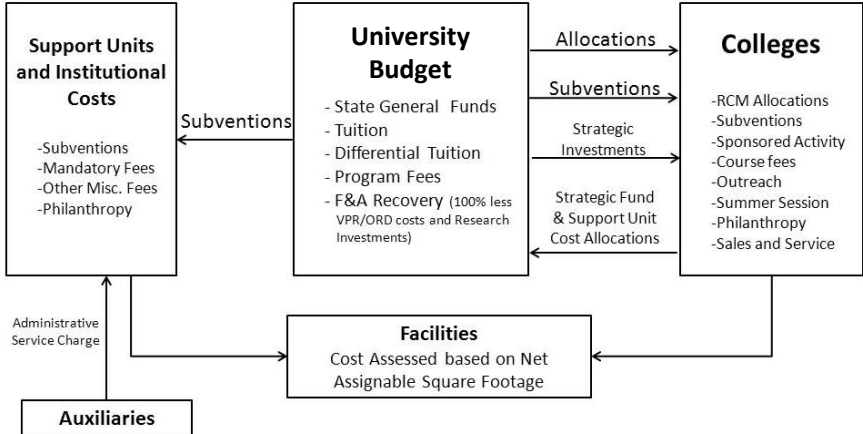 Support Units
and Institutional
Costs
-Subventions
-Mandatory Fees
-Other Misc. Fees
-Philanthropy
Subventions
University
Budget
- State General Funds
- Tuition
- Differential Tuition
- Program Fees
- F&A Recovery (100% less
VPR/ORD costs and Research
Investments)
Allocations
Subventions
Strategic
Investments
Strategic Fund
& Support Unit
Cost Allocations
Colleges
-RCM Allocations
-Subventions
-Sponsored Activity
-Course fees
-Outreach
-Summer Session
-Philanthropy
-Sales and Service
Administrative
Service Charge
Facilities
Cost Assessed based on Net
Assignable Square Footage
Auxiliaries